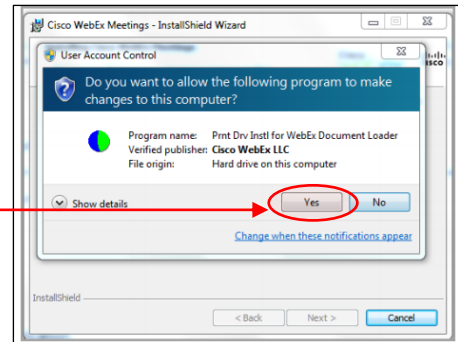 Cisco WebEx Meetings - InstallShield Wizard
User Account Control
Do you want to allow the following program to make
changes to this computer?
Program name: Prnt Drv Instl for WebEx Document Loader
Verified publisher: Cisco WebEx LLC
File origin: Hard drive on this computer
Show details
Yes
No
Change when these notifications appear
InstallShield
< Back
Next >
Cancel